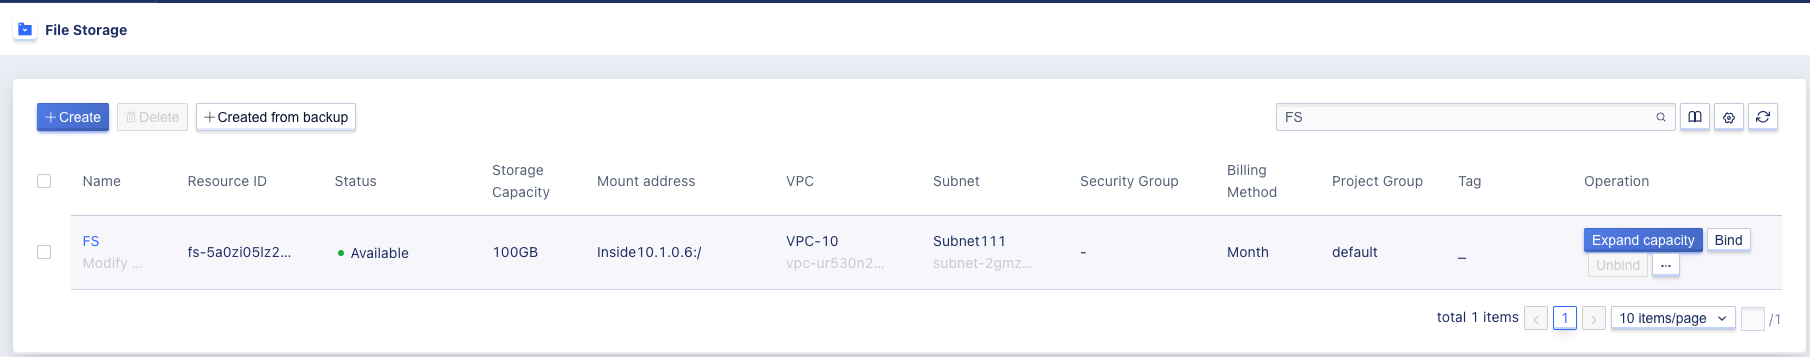 File Storage
+ Create Delete + Created from backup FS
Name Resource ID Status Storage Capacity Mount address VPC Subnet Security Group Billing Method Project Group Tag Operation
FS fs-5a0zi05lz2... Available 100GB Inside10.1.0.6:/ VPC-10 Subnet111 - Month default _ Expand capacity Bind
Modify ... vpc-ur530n2... subnet-2gmz... Unbind ...
total 1 items < 1 > 10 items/page /1